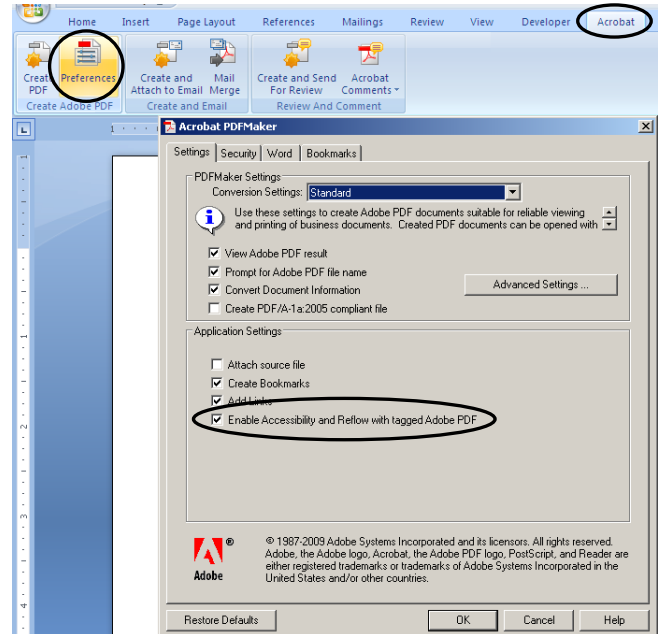 Home Insert Page Layout References Mailings Review View Developer Acrobat
Create PDF
Preferences
Create and Attach to Email
Mail Merge
Create and Send For Review
Acrobat Comments
Create Adobe PDF
Create and Email
Review And Comment
L
1
Acrobat PDFMaker
Settings Security Word Bookmarks
PDFMaker Settings
Conversion Settings: Standard
Use these settings to create Adobe PDF documents suitable for reliable viewing
and printing of business documents. Created PDF documents can be opened with
View Adobe PDF result
Prompt for Adobe PDF file name
Convert Document Information
Advanced Settings ...
Create PDF/A-1a:2005 compliant file
Application Settings
Attach source file
Create Bookmarks
Add Links
Enable Accessibility and Reflow with tagged Adobe PDF
1
2
3
4
Adobe
® © 1987-2009 Adobe Systems Incorporated and its licensors. All rights reserved.
Adobe, the Adobe logo, Acrobat, the Adobe PDF logo, PostScript, and Reader are
either registered trademarks or trademarks of Adobe Systems Incorporated in the
United States and/or other countries.
Restore Defaults OK Cancel Help